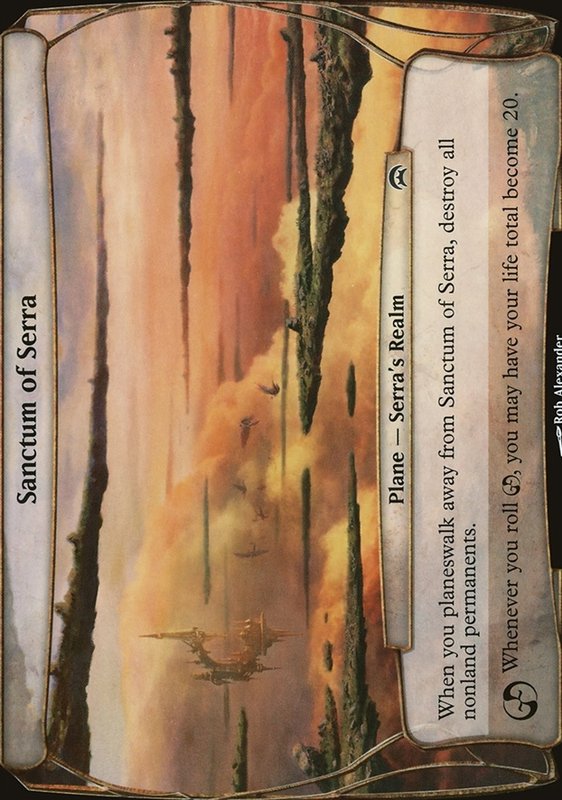 Sanctum of Serra
Plane — Serra's Realm
When you planeswalk away from Sanctum of Serra, destroy all
nonland permanents.
Whenever you roll , you may have your life total become 20.
Rob Alexander